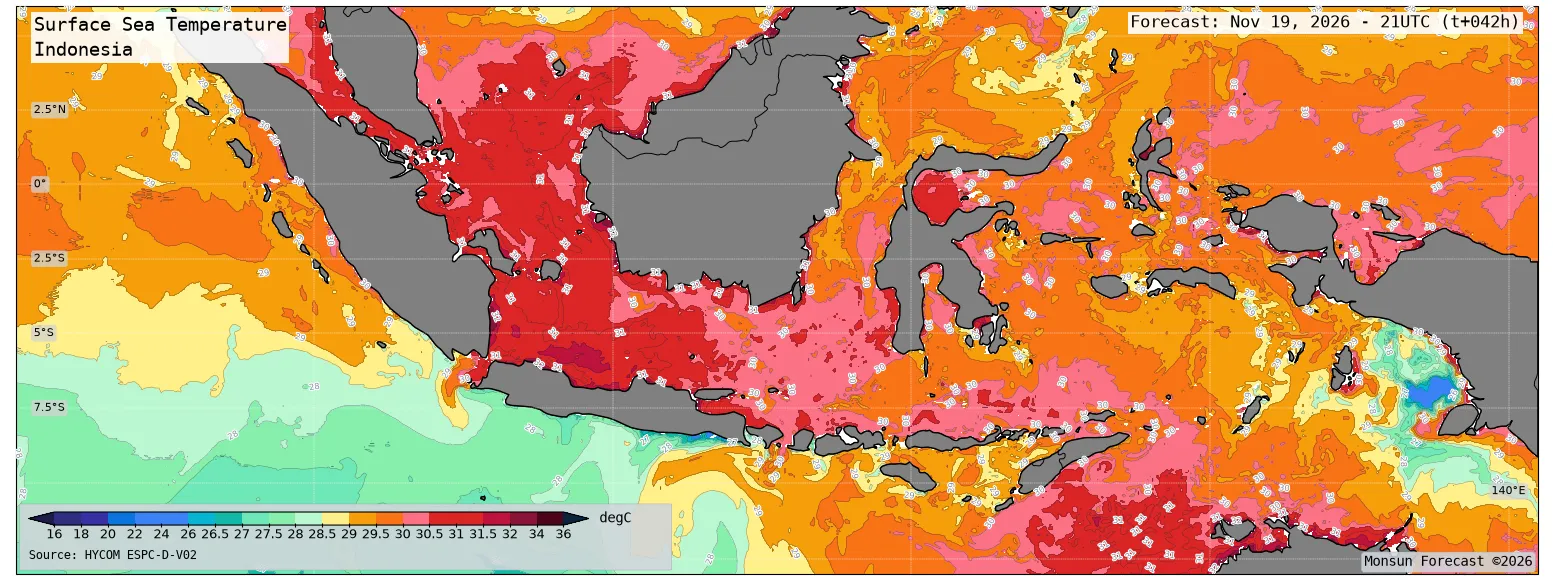 Surface Sea Temperature
Indonesia
Forecast: Nov 19, 2026 - 21UTC (t+042h)
2.5°N
0°
2.5°S
5°S
7.5°S
140°E
16 18 20 22 24 26 26.5 27 27.5 28 28.5 29 29.5 30 30.5 31 31.5 32 34 36
degC
Source: HYCOM ESPC-D-V02
Monsun Forecast ©2026